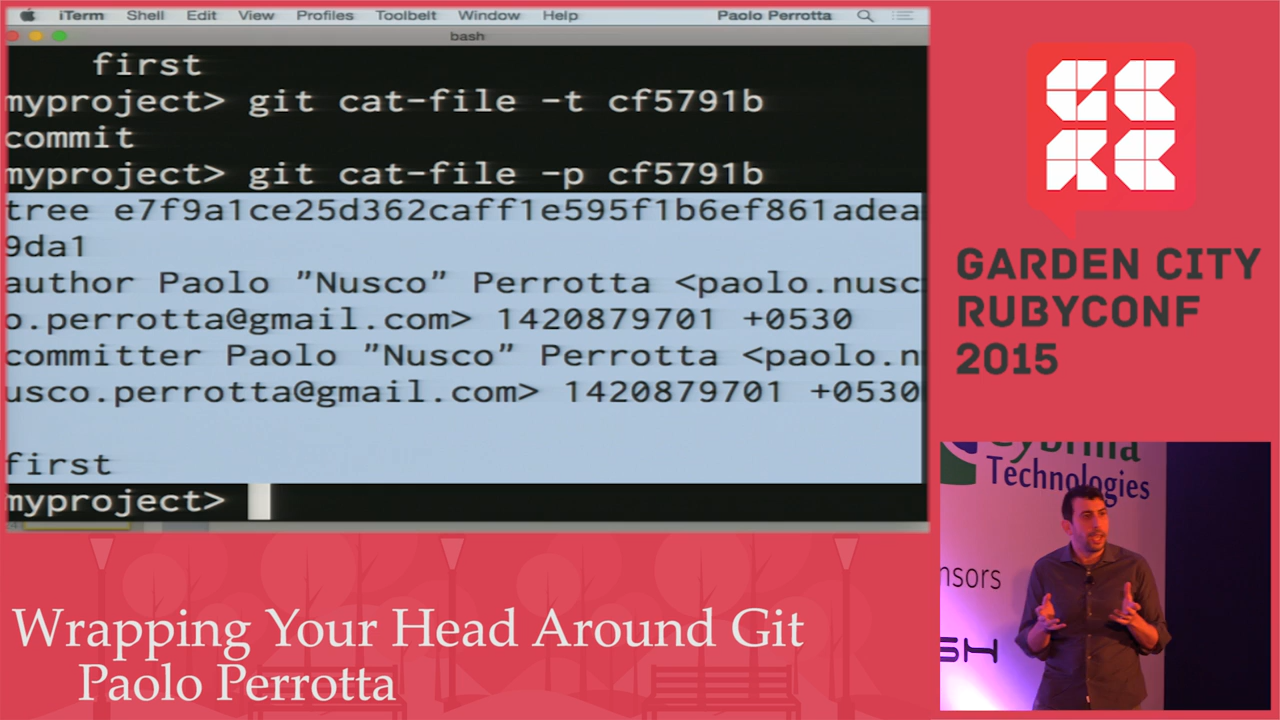 iTerm Shell Edit View Profiles Toolbelt Window Help Paolo Perrotta
bash
first
myproject> git cat-file -t cf5791b
commit
myproject> git cat-file -p cf5791b
tree e7f9a1ce25d362caff1e595f1b6ef861adea
9da1
author Paolo "Nusco" Perrotta <paolo.nusc
o.perrotta@gmail.com> 1420879701 +0530
committer Paolo "Nusco" Perrotta <paolo.n
usco.perrotta@gmail.com> 1420879701 +0530
first
myproject>
GARDEN CITY
RUBYCONF
2015
Technologies
nsors
Wrapping Your Head Around Git
Paolo Perrotta